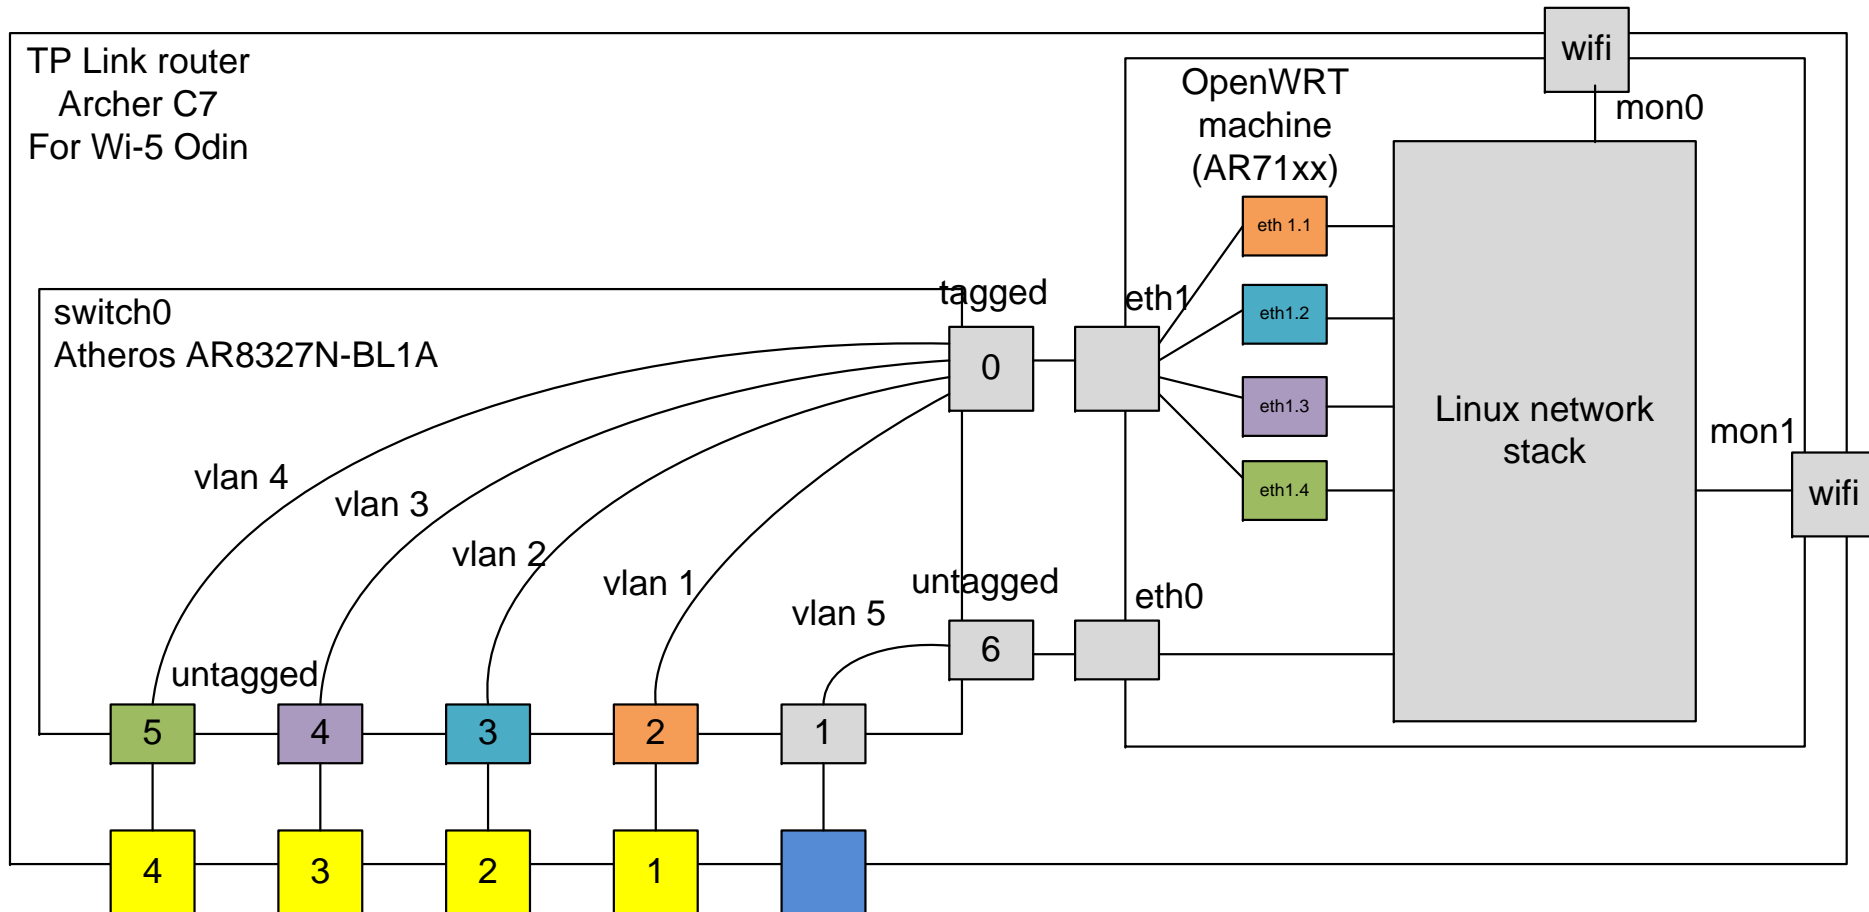 TP Link router
Archer C7
For Wi-5 Odin
wifi
mon0
OpenWRT
machine
(AR71xx)
eth 1.1
eth1.2
eth1.3
eth1.4
Linux network
stack
mon1
wifi
switch0
Atheros AR8327N-BL1A
tagged
eth1
0
vlan 4
vlan 3
vlan 2
vlan 1
vlan 5
untagged
eth0
6
untagged
5
4
3
2
1
4
3
2
1